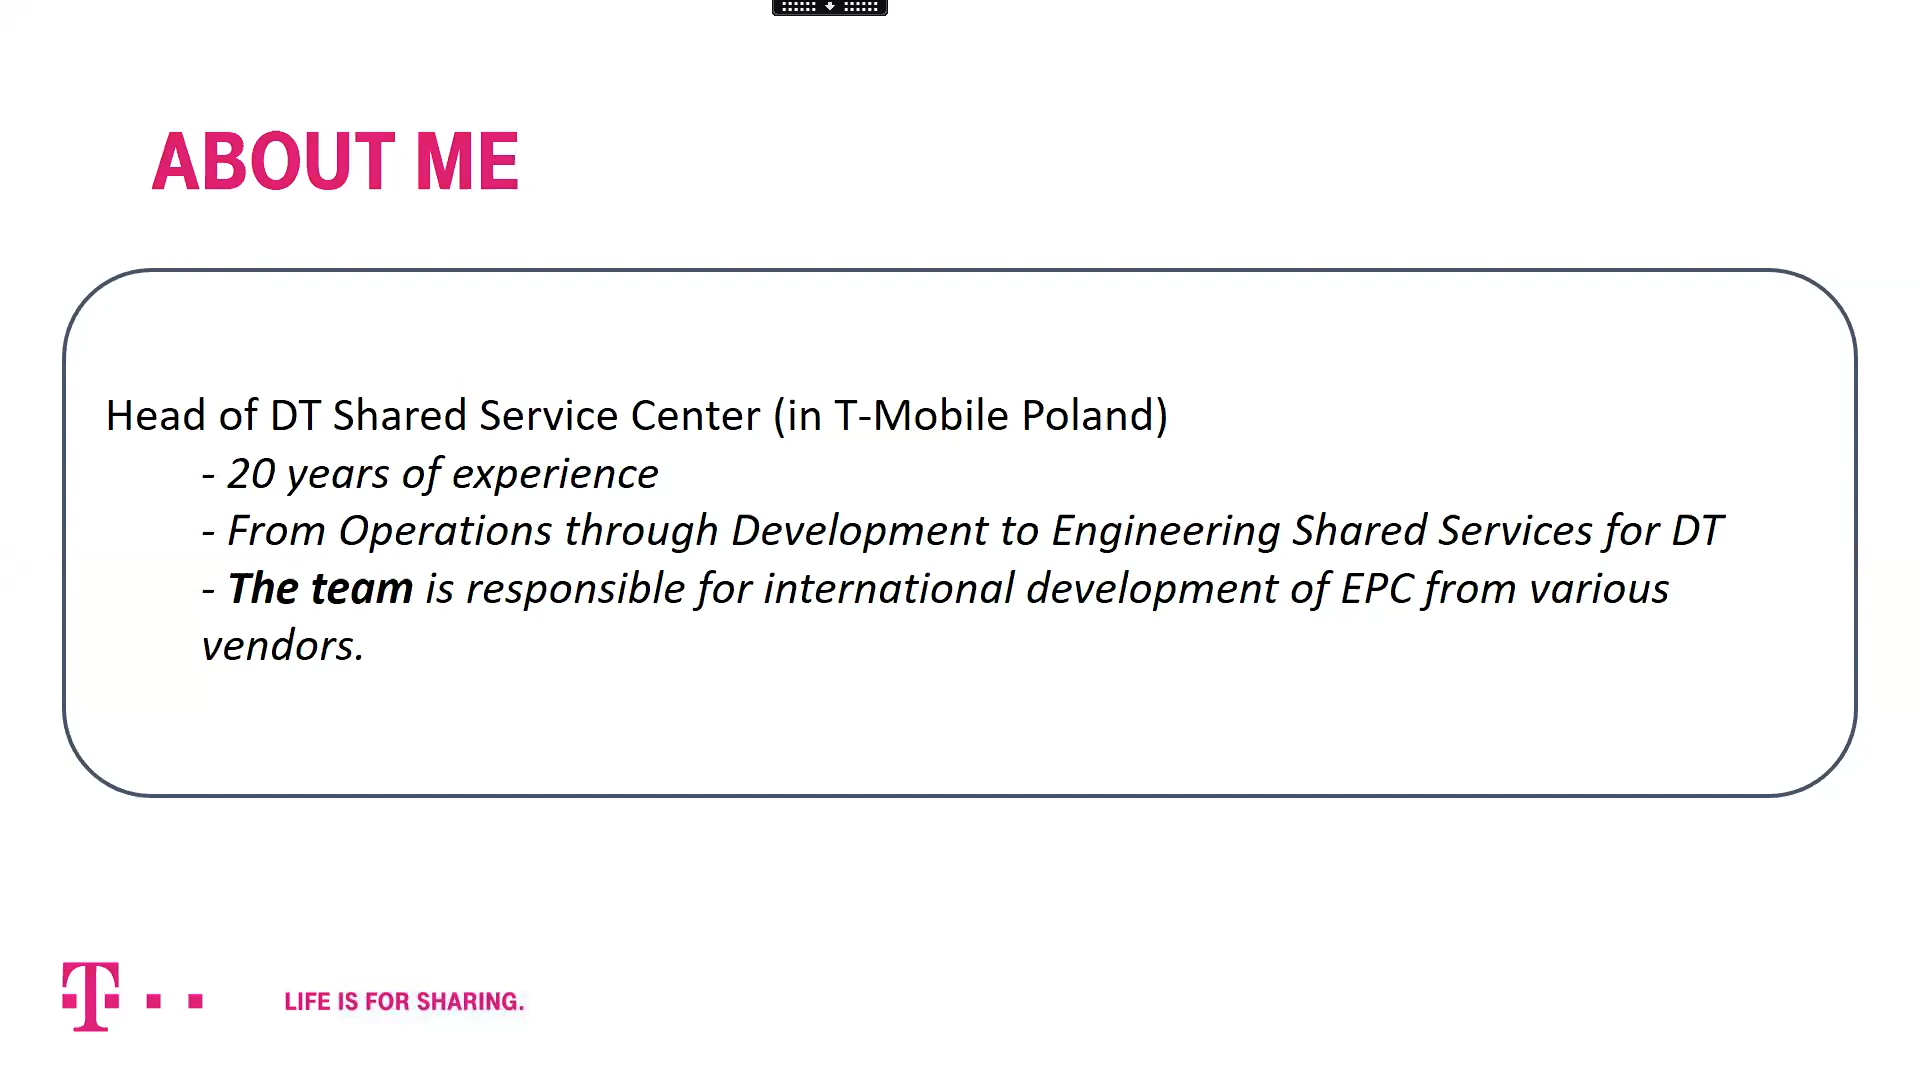 ABOUT ME
Head of DT Shared Service Center (in T-Mobile Poland)
- 20 years of experience
- From Operations through Development to Engineering Shared Services for DT
- The team is responsible for international development of EPC from various
vendors.
T
LIFE IS FOR SHARING.